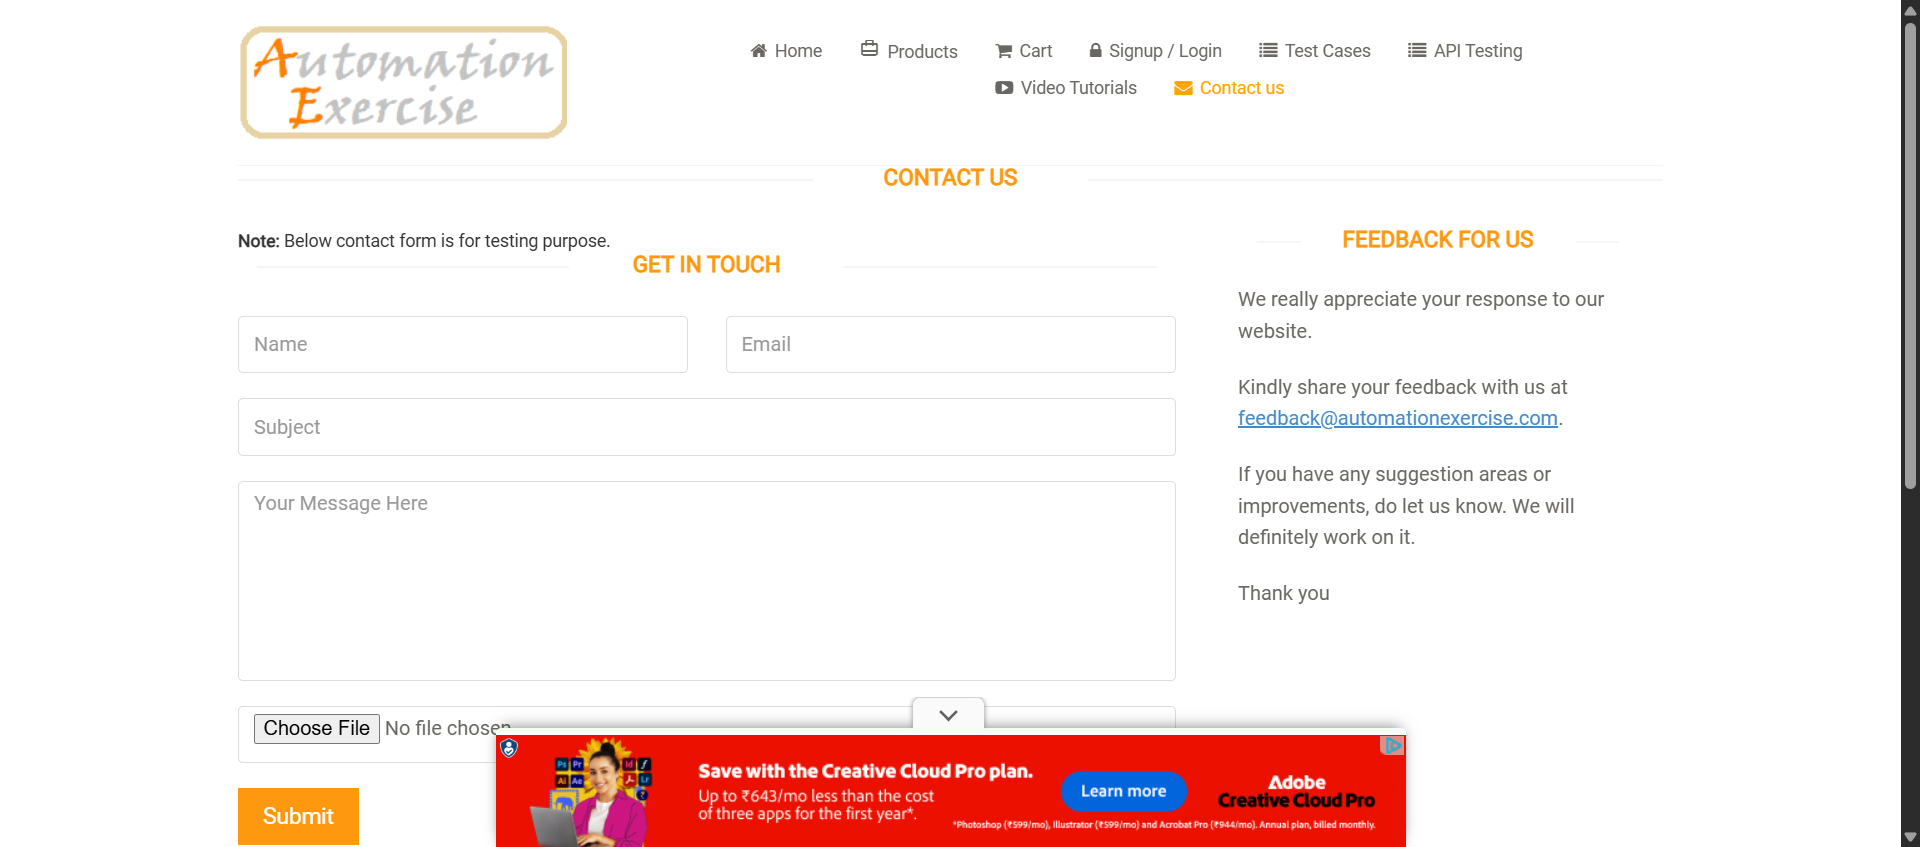 Automation
Exercise
Home
Products
Cart
Signup / Login
Test Cases
API Testing
Video Tutorials
Contact us
CONTACT US
Note: Below contact form is for testing purpose.
GET IN TOUCH
Name
Email
Subject
Your Message Here
Choose File No file chosen
Submit
FEEDBACK FOR US
We really appreciate your response to our
website.
Kindly share your feedback with us at
feedback@automationexercise.com.
If you have any suggestion areas or
improvements, do let us know. We will
definitely work on it.
Thank you
Ps Pr Id
Ai Ae Lr
Save with the Creative Cloud Pro plan.
Up to ₹643/mo less than the cost
of three apps for the first year*.
Learn more
Adobe
Creative Cloud Pro
*Photoshop (₹599/mo), Illustrator (₹599/mo) and Acrobat Pro (₹944/mo). Annual plan, billed monthly.